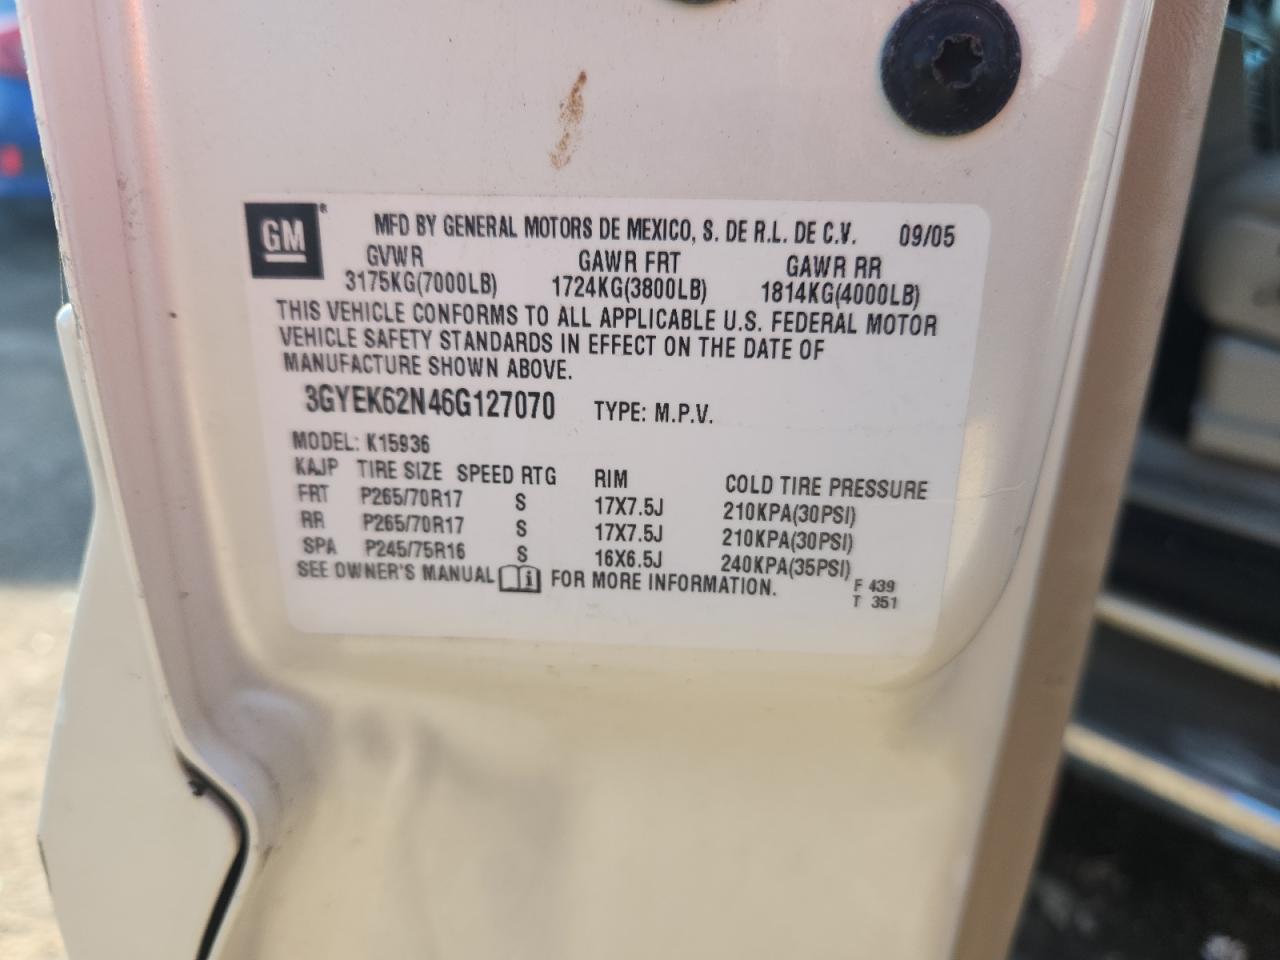 GM® MFD BY GENERAL MOTORS DE MEXICO, S. DE R.L. DE C.V. 09/05
GVWR GAWR FRT GAWR RR
3175KG(7000LB) 1724KG(3800LB) 1814KG(4000LB)
THIS VEHICLE CONFORMS TO ALL APPLICABLE U.S. FEDERAL MOTOR
VEHICLE SAFETY STANDARDS IN EFFECT ON THE DATE OF
MANUFACTURE SHOWN ABOVE.
3GYEK62N46G127070 TYPE: M.P.V.
MODEL: K15936
KAJP TIRE SIZE SPEED RTG RIM COLD TIRE PRESSURE
FRT P265/70R17 S 17X7.5J 210KPA(30PSI)
RR P265/70R17 S 17X7.5J 210KPA(30PSI)
SPA P245/75R16 S 16X6.5J 240KPA(35PSI)
SEE OWNER'S MANUAL i FOR MORE INFORMATION. F 439
T 351